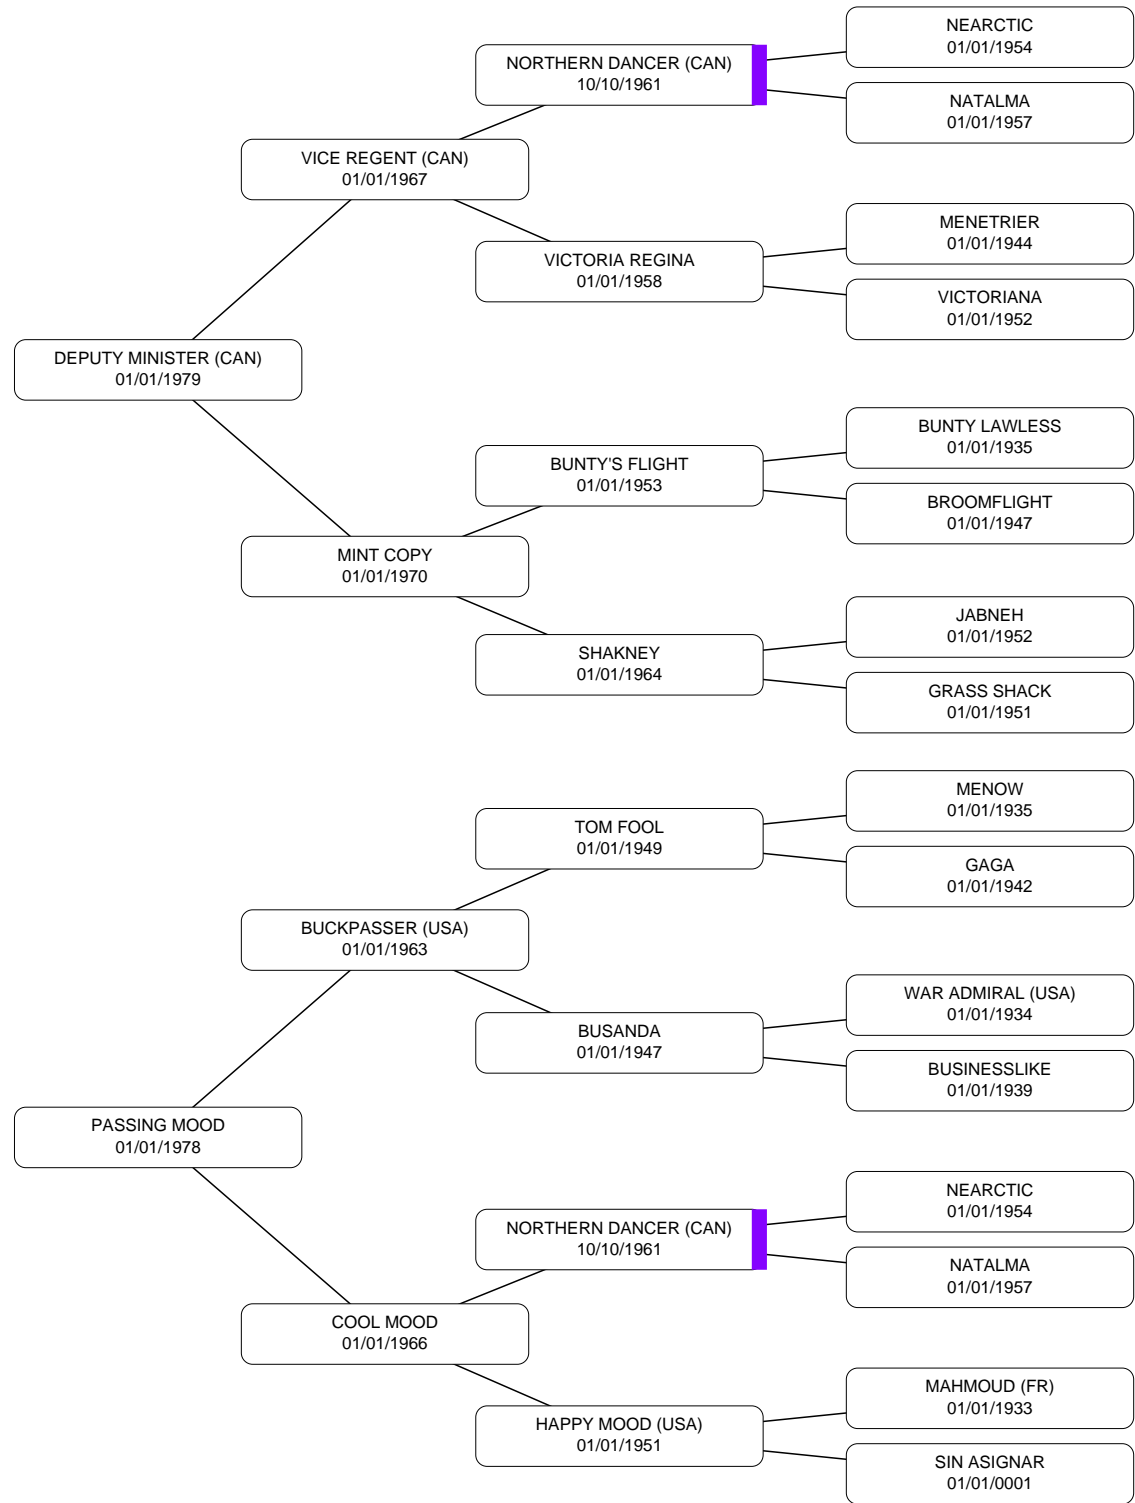 NEARCTIC
01/01/1954
NORTHERN DANCER (CAN)
10/10/1961
NATALMA
01/01/1957
VICE REGENT (CAN)
01/01/1967
MENETRIER
01/01/1944
VICTORIA REGINA
01/01/1958
VICTORIANA
01/01/1952
DEPUTY MINISTER (CAN)
01/01/1979
BUNTY LAWLESS
01/01/1935
BUNTY'S FLIGHT
01/01/1953
BROOMFLIGHT
01/01/1947
MINT COPY
01/01/1970
JABNEH
01/01/1952
SHAKNEY
01/01/1964
GRASS SHACK
01/01/1951
MENOW
01/01/1935
TOM FOOL
01/01/1949
GAGA
01/01/1942
BUCKPASSER (USA)
01/01/1963
WAR ADMIRAL (USA)
01/01/1934
BUSANDA
01/01/1947
BUSINESSLIKE
01/01/1939
PASSING MOOD
01/01/1978
NEARCTIC
01/01/1954
NORTHERN DANCER (CAN)
10/10/1961
NATALMA
01/01/1957
COOL MOOD
01/01/1966
MAHMOUD (FR)
01/01/1933
HAPPY MOOD (USA)
01/01/1951
SIN ASIGNAR
01/01/0001